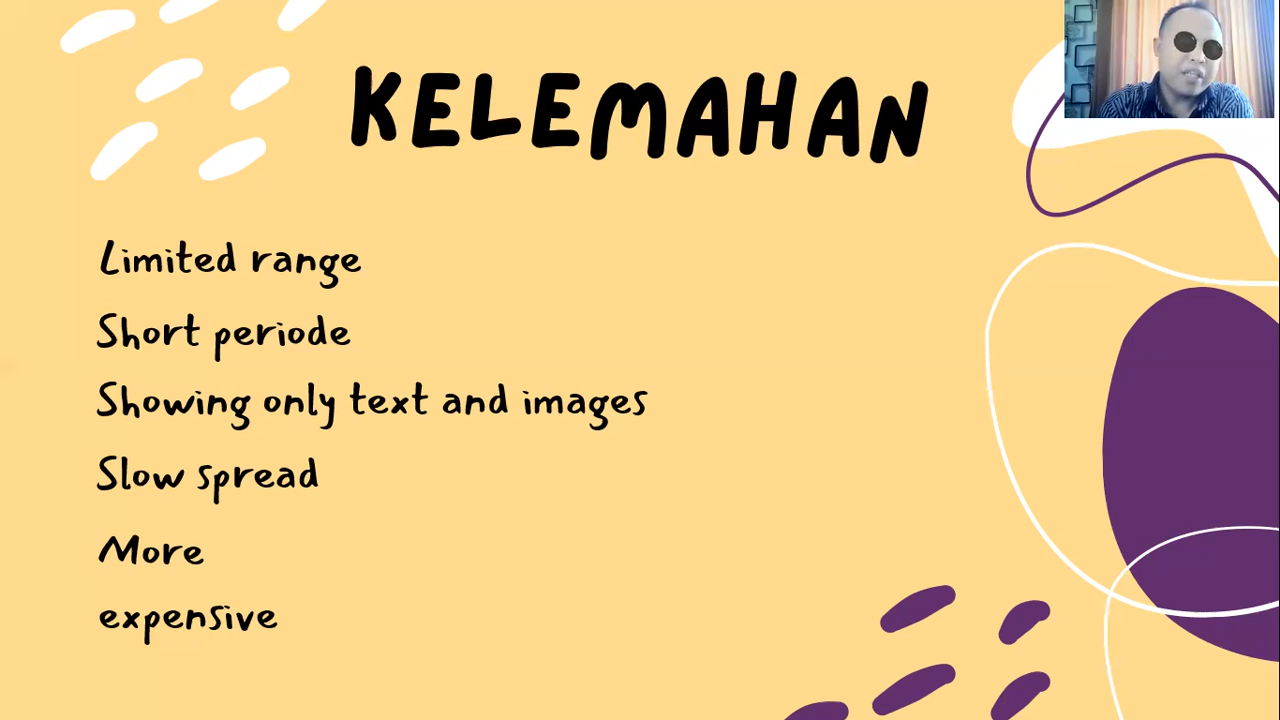 KELEMAHAN
Limited range
Short periode
Showing only text and images
Slow spread
More
expensive